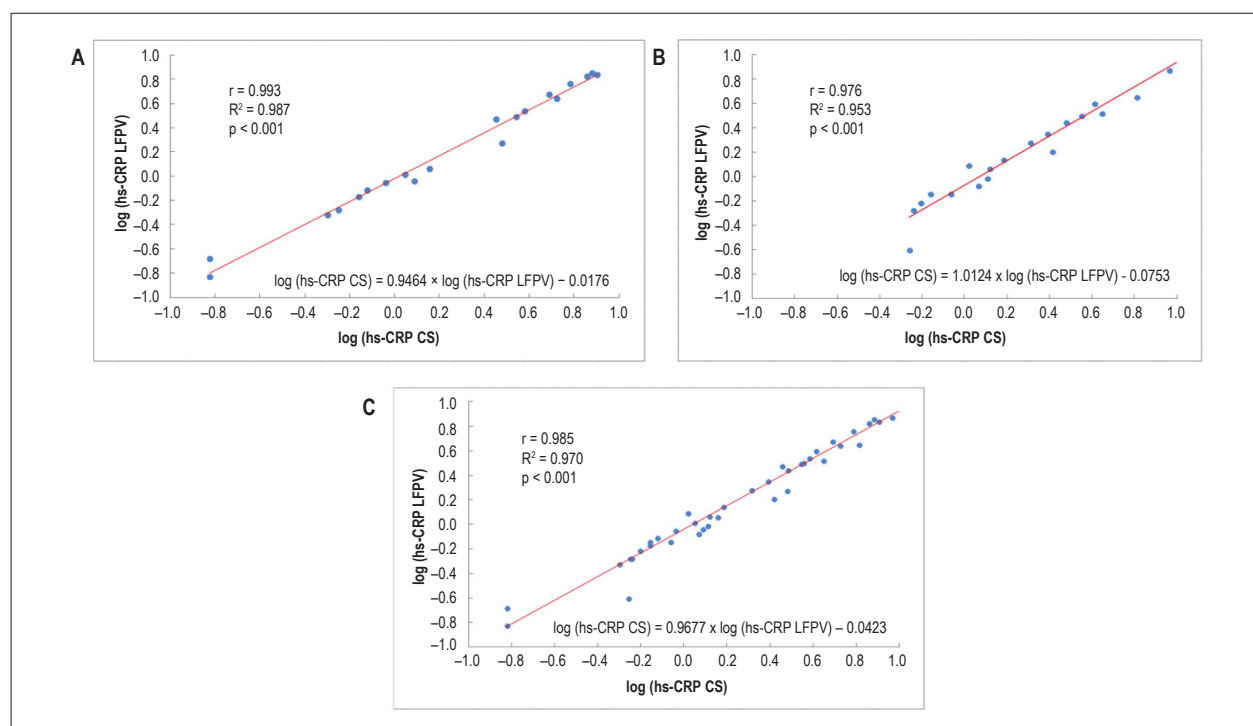 A
1.0
0.8
0.6
0.4
0.2
0.0
–0.2
–0.4
–0.6
–0.8
–1.0
log (hs-CRP LFPV)
r = 0.993
R² = 0.987
p < 0.001
log (hs-CRP CS) = 0.9464 × log (hs-CRP LFPV) – 0.0176
–1.0 –0.8 –0.6 –0.4 –0.2 0.0 0.2 0.4 0.6 0.8 1.0
log (hs-CRP CS)
B
1.0
0.8
0.6
0.4
0.2
0.0
–0.2
–0.4
–0.6
–0.8
–1.0
log (hs-CRP LFPV)
r = 0.976
R² = 0.953
p < 0.001
log (hs-CRP CS) = 1.0124 x log (hs-CRP LFPV) - 0.0753
–1.0 –0.8 –0.6 –0.4 –0.2 0.0 0.2 0.4 0.6 0.8 1.0
log (hs-CRP CS)
C
1.0
0.8
0.6
0.4
0.2
0.0
–0.2
–0.4
–0.6
–0.8
–1.0
log (hs-CRP LFPV)
r = 0.985
R² = 0.970
p < 0.001
log (hs-CRP CS) = 0.9677 x log (hs-CRP LFPV) – 0.0423
–1.0 –0.8 –0.6 –0.4 –0.2 0.0 0.2 0.4 0.6 0.8 1.0
log (hs-CRP CS)